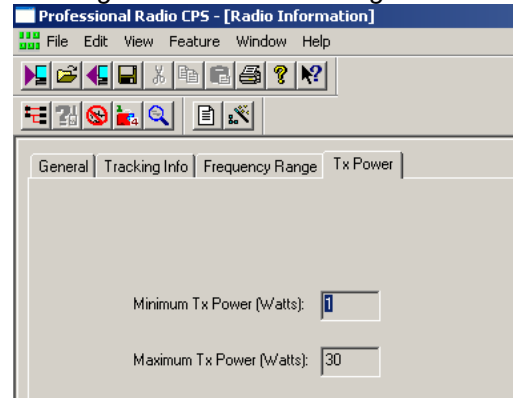 Professional Radio CPS - [Radio Information]
File Edit View Feature Window Help
General Tracking Info Frequency Range Tx Power
Minimum Tx Power (Watts): 1
Maximum Tx Power (Watts): 30